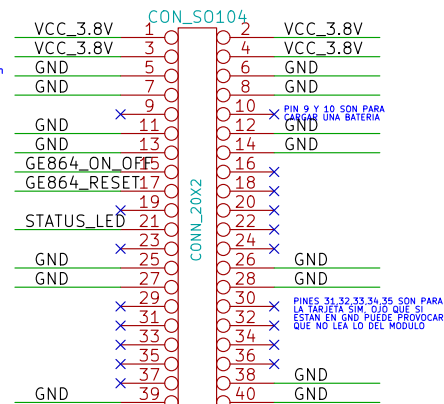 CON_SO104
VCC_3.8V 1 2 VCC_3.8V
VCC_3.8V 3 4 VCC_3.8V
GND 5 6 GND
GND 7 8 GND
9 10 PIN 9 Y 10 SON PARA
CARGAR UNA BATERIA
GND 11 12 GND
GND 13 14 GND
GE864_ON_OFF 15 16
GE864_RESET 17 18
19 20
STATUS_LED 21 22
23 24
CONN_20X2
GND 25 26 GND
GND 27 28 GND
29 30 PINES 31,32,33,34,35 SON PARA
LA TARJETA SIM, OJO QUE SI
31 32 ESTAN EN GND PUEDE PROVOCAR
QUE NO LEA LO DEL MODULO
33 34
35 36
37 38 GND
GND 39 40 GND